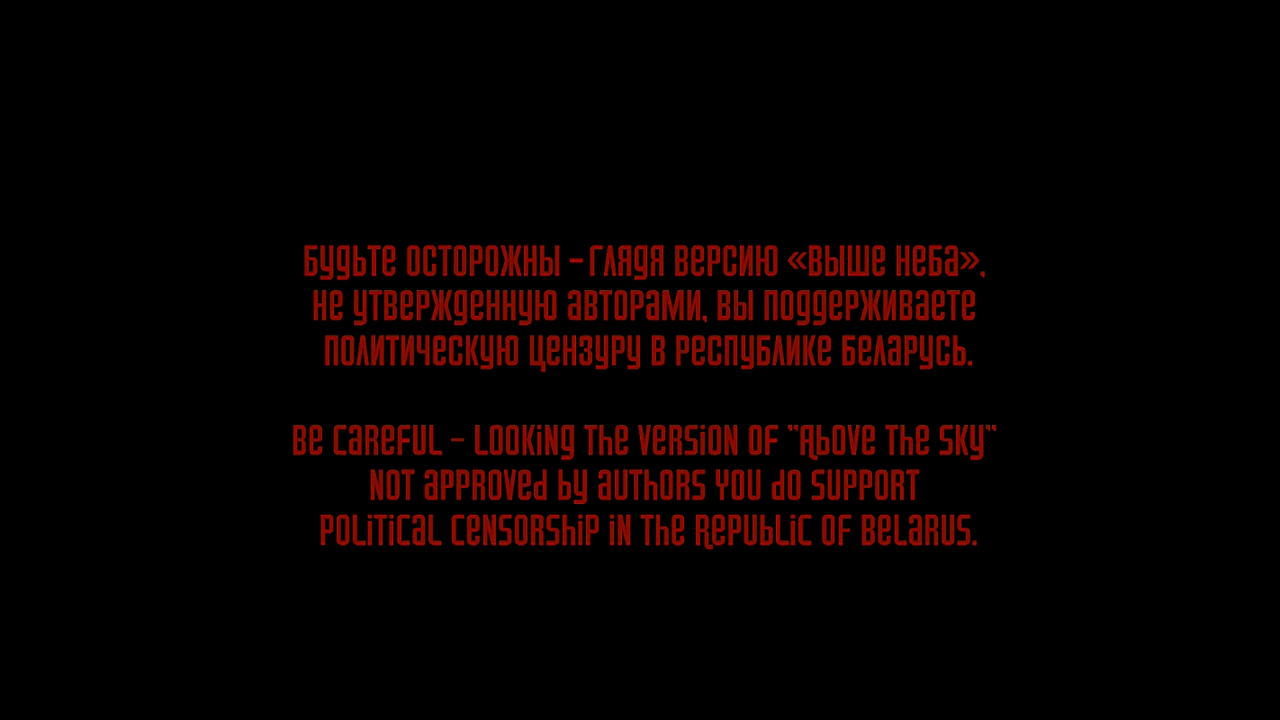 Будьте осторожны – глядя версию «Выше неба»,
не утвержденную авторами, вы поддерживаете
политическую цензуру в Республике Беларусь.
Be careful – looking the version of "Above the Sky"
not approved by authors you do support
political censorship in the Republic of Belarus.